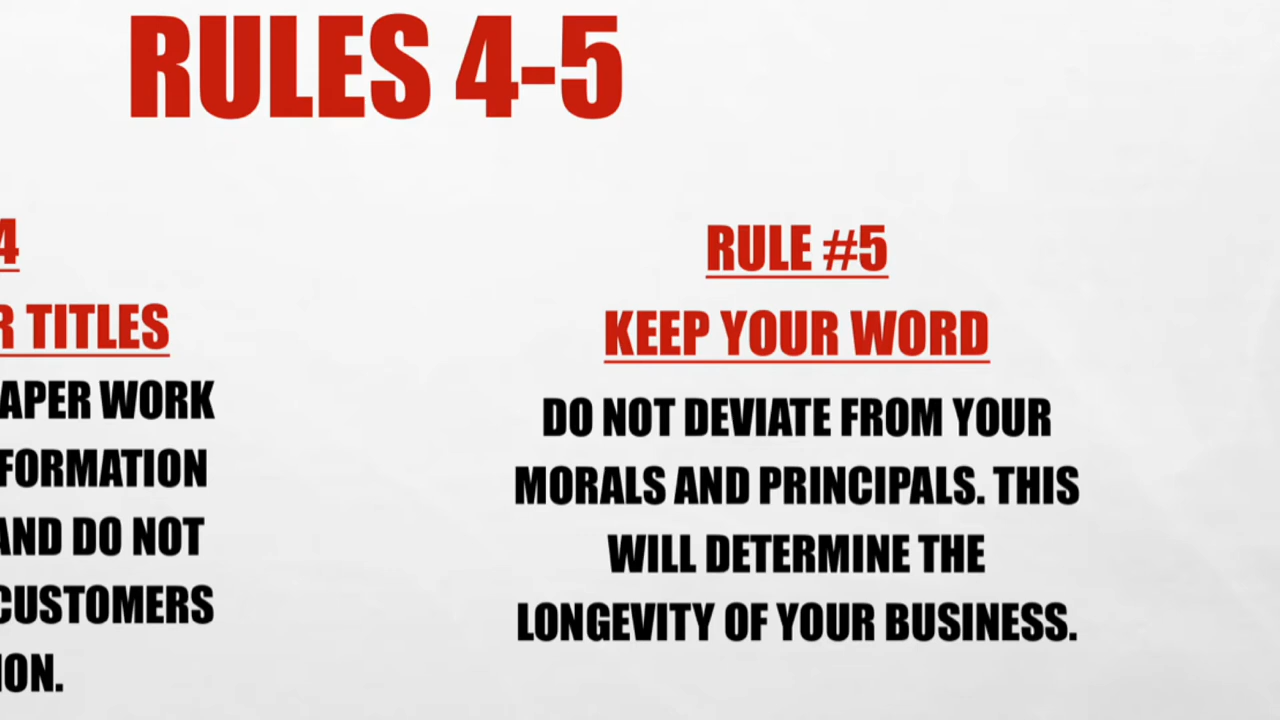 RULES 4-5
4
TITLES
WORK
AND DO NOT
CUSTOMERS
RULE #5
KEEP YOUR WORD
DO NOT DEVIATE FROM YOUR
MORALS AND PRINCIPALS. THIS
WILL DETERMINE THE
LONGEVITY OF YOUR BUSINESS.